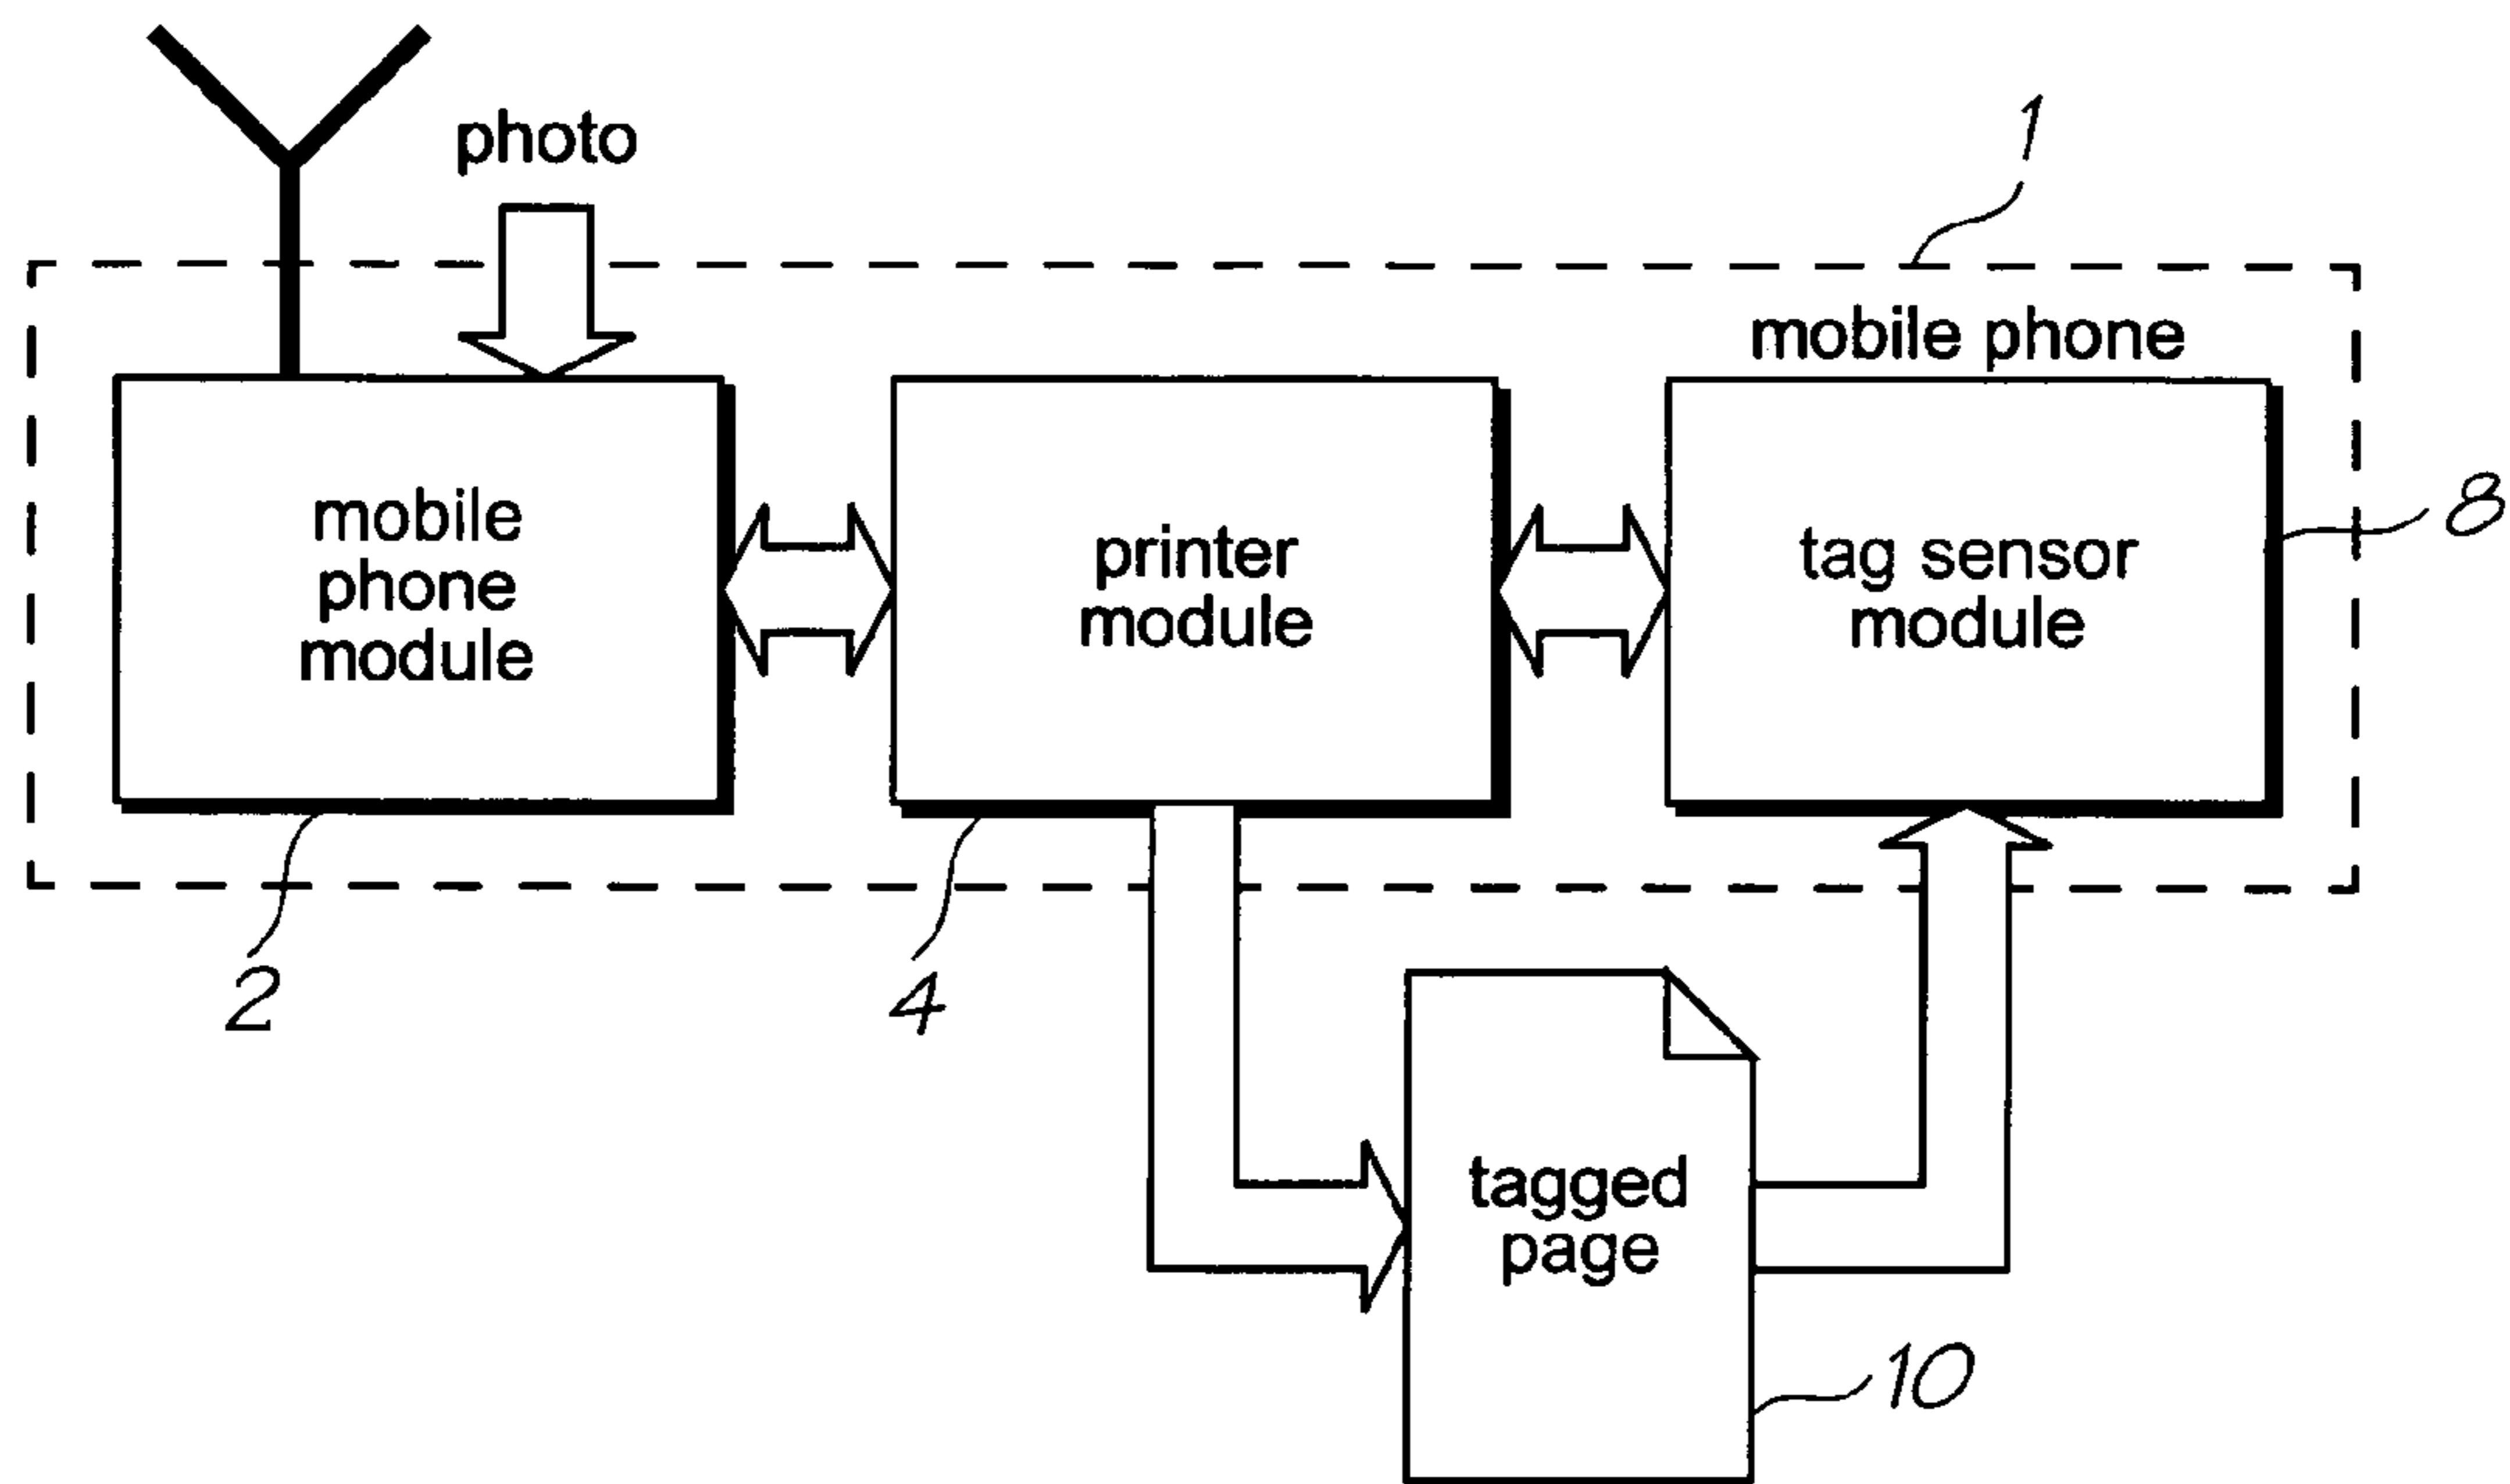 photo
1
mobile phone
mobile
phone
module
printer
module
tag sensor
module
8
2
4
tagged
page
10